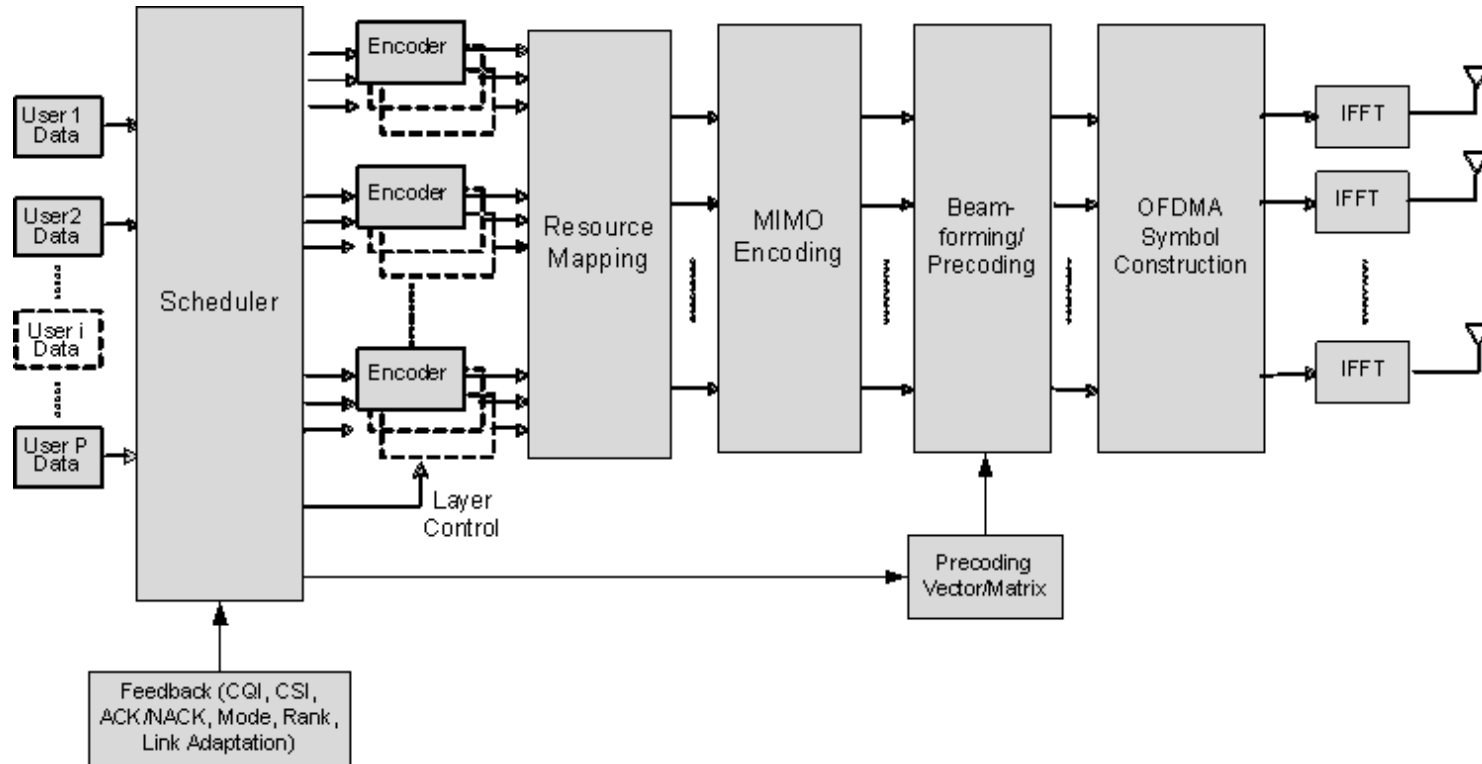 User 1
Data
User2
Data
User i
Data
User P
Data
Scheduler
Encoder
Encoder
Encoder
Layer
Control
Resource
Mapping
MIMO
Encoding
Beam-
forming/
Precoding
OFDMA
Symbol
Construction
IFFT
IFFT
IFFT
Precoding
Vector/Matrix
Feedback (CQI, CSI,
ACK/NACK, Mode, Rank,
Link Adaptation)